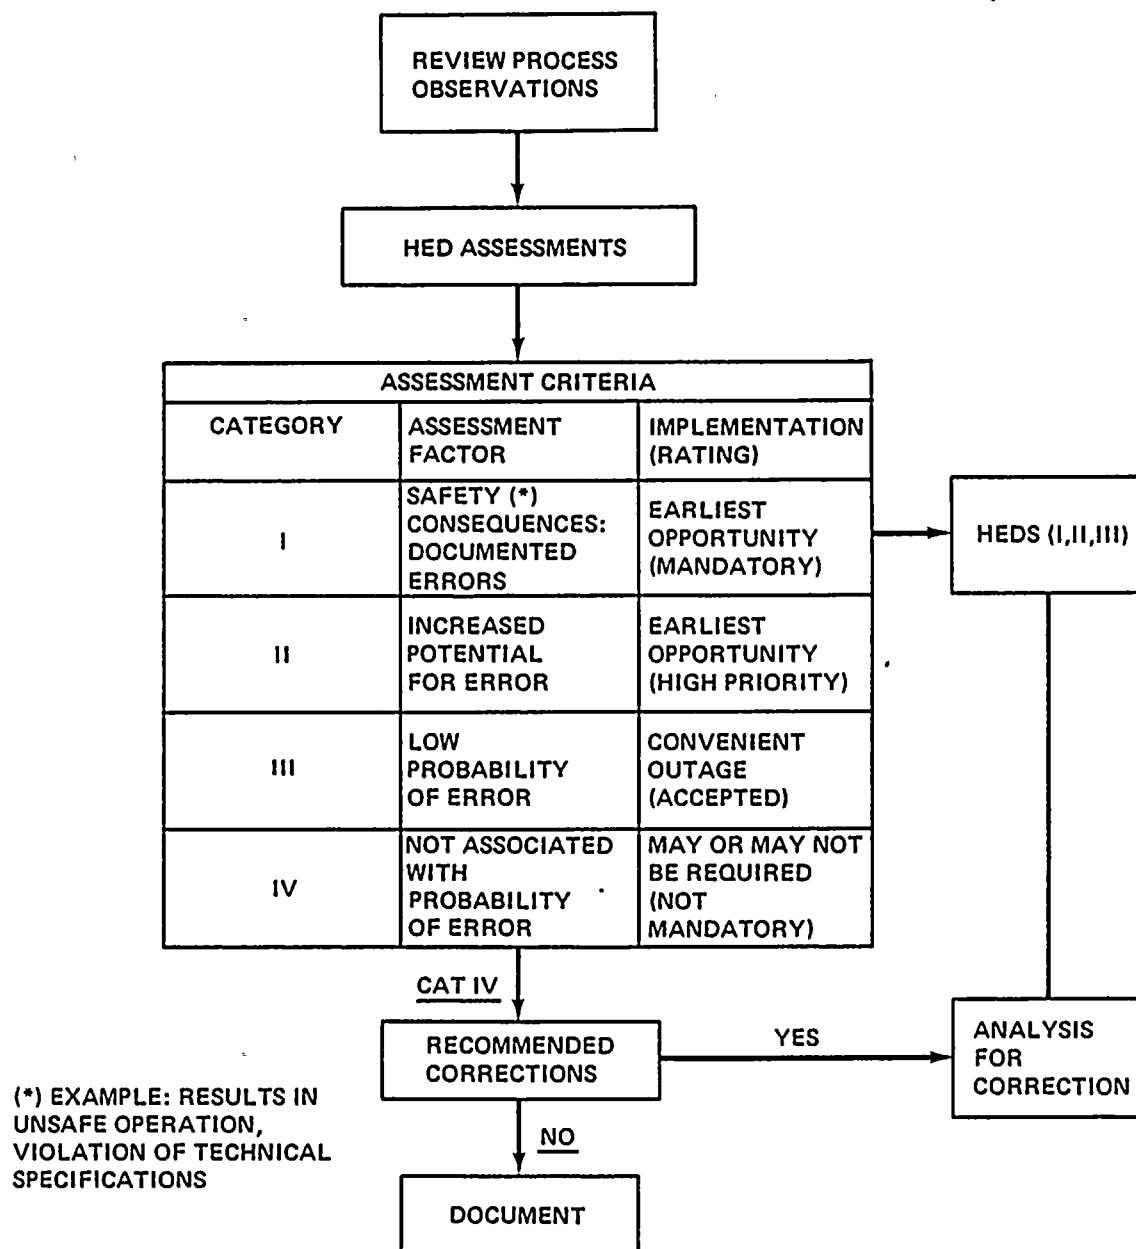 REVIEW PROCESS
OBSERVATIONS
HED ASSESSMENTS
ASSESSMENT CRITERIA
CATEGORY
ASSESSMENT
FACTOR
IMPLEMENTATION
(RATING)
I
SAFETY (*)
CONSEQUENCES:
DOCUMENTED
ERRORS
EARLIEST
OPPORTUNITY
(MANDATORY)
HEDS (I,II,III)
II
INCREASED
POTENTIAL
FOR ERROR
EARLIEST
OPPORTUNITY
(HIGH PRIORITY)
III
LOW
PROBABILITY
OF ERROR
CONVENIENT
OUTAGE
(ACCEPTED)
IV
NOT ASSOCIATED
WITH
PROBABILITY
OF ERROR
MAY OR MAY NOT
BE REQUIRED
(NOT
MANDATORY)
CAT IV
RECOMMENDED
CORRECTIONS
YES
ANALYSIS
FOR
CORRECTION
(*) EXAMPLE: RESULTS IN
UNSAFE OPERATION,
VIOLATION OF TECHNICAL
SPECIFICATIONS
NO
DOCUMENT